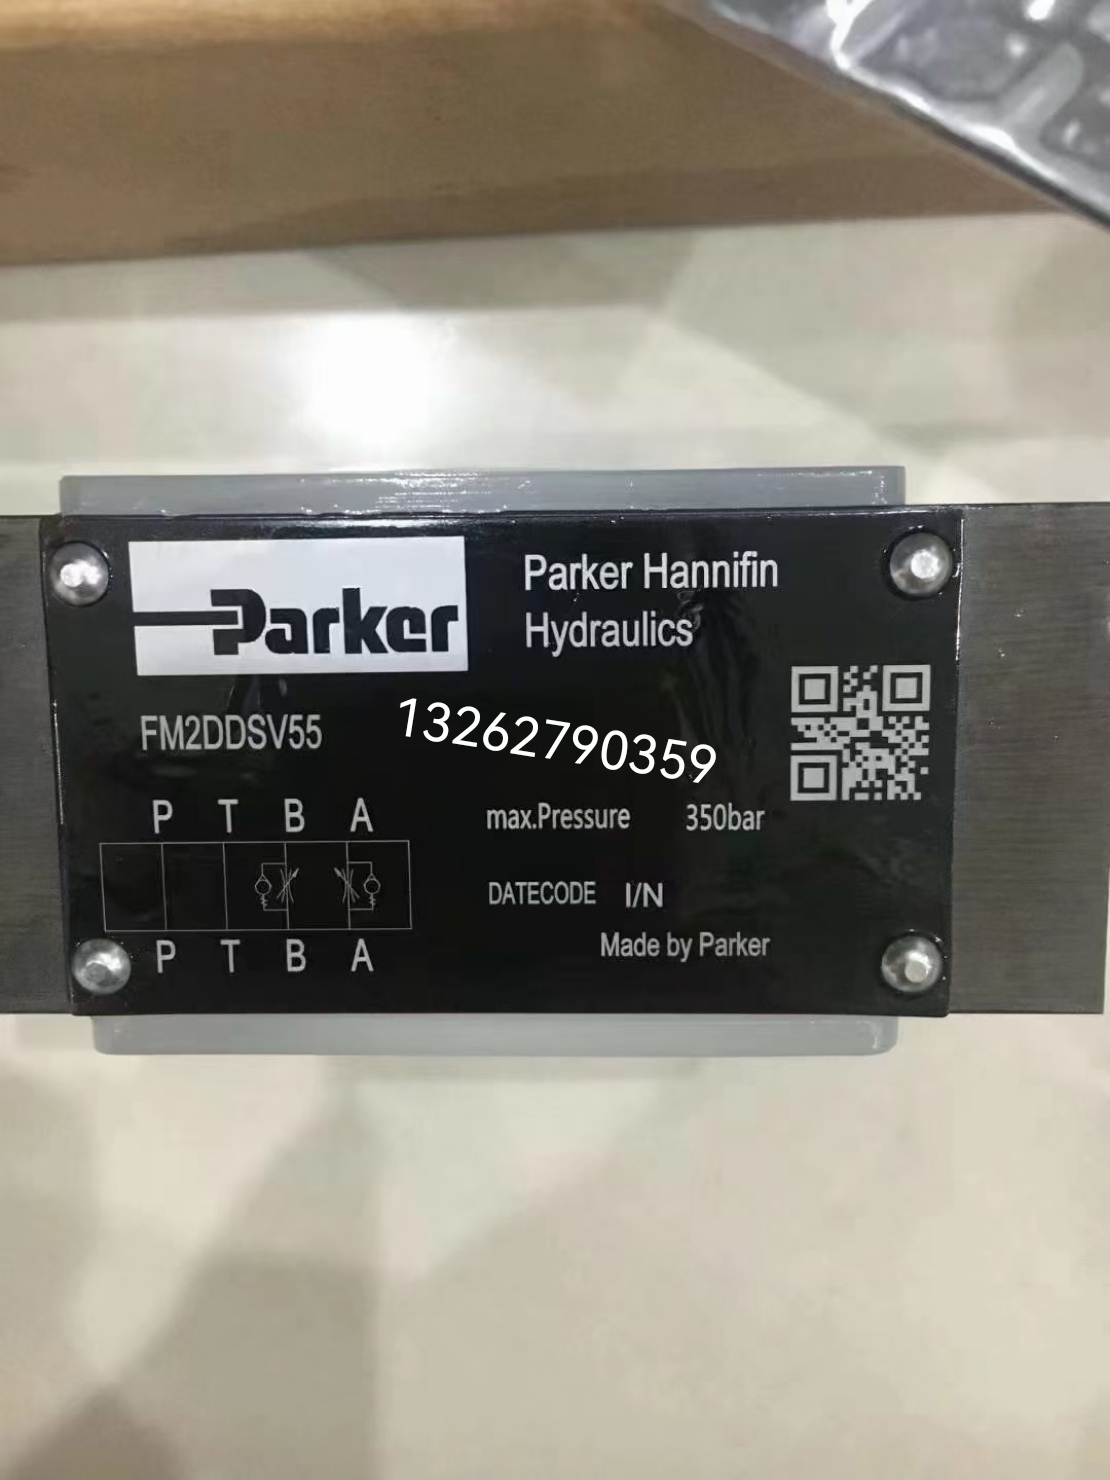 Parker
Parker Hannifin
Hydraulics
FM2DDSV55
13262790359
P T B A
max.Pressure 350bar
DATECODE I/N
P T B A
Made by Parker